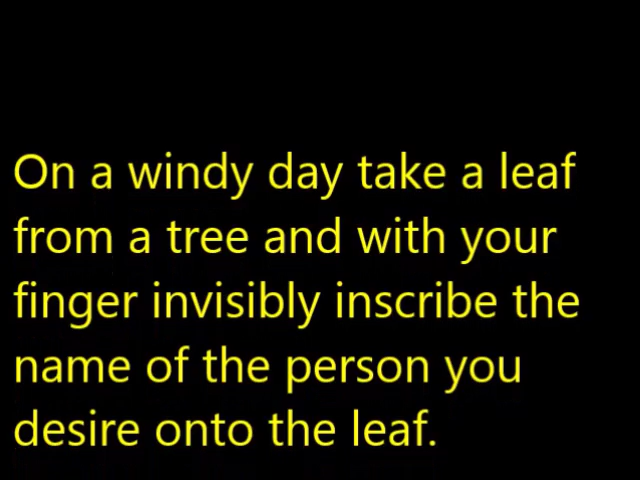 On a windy day take a leaf
from a tree and with your
finger invisibly inscribe the
name of the person you
desire onto the leaf.